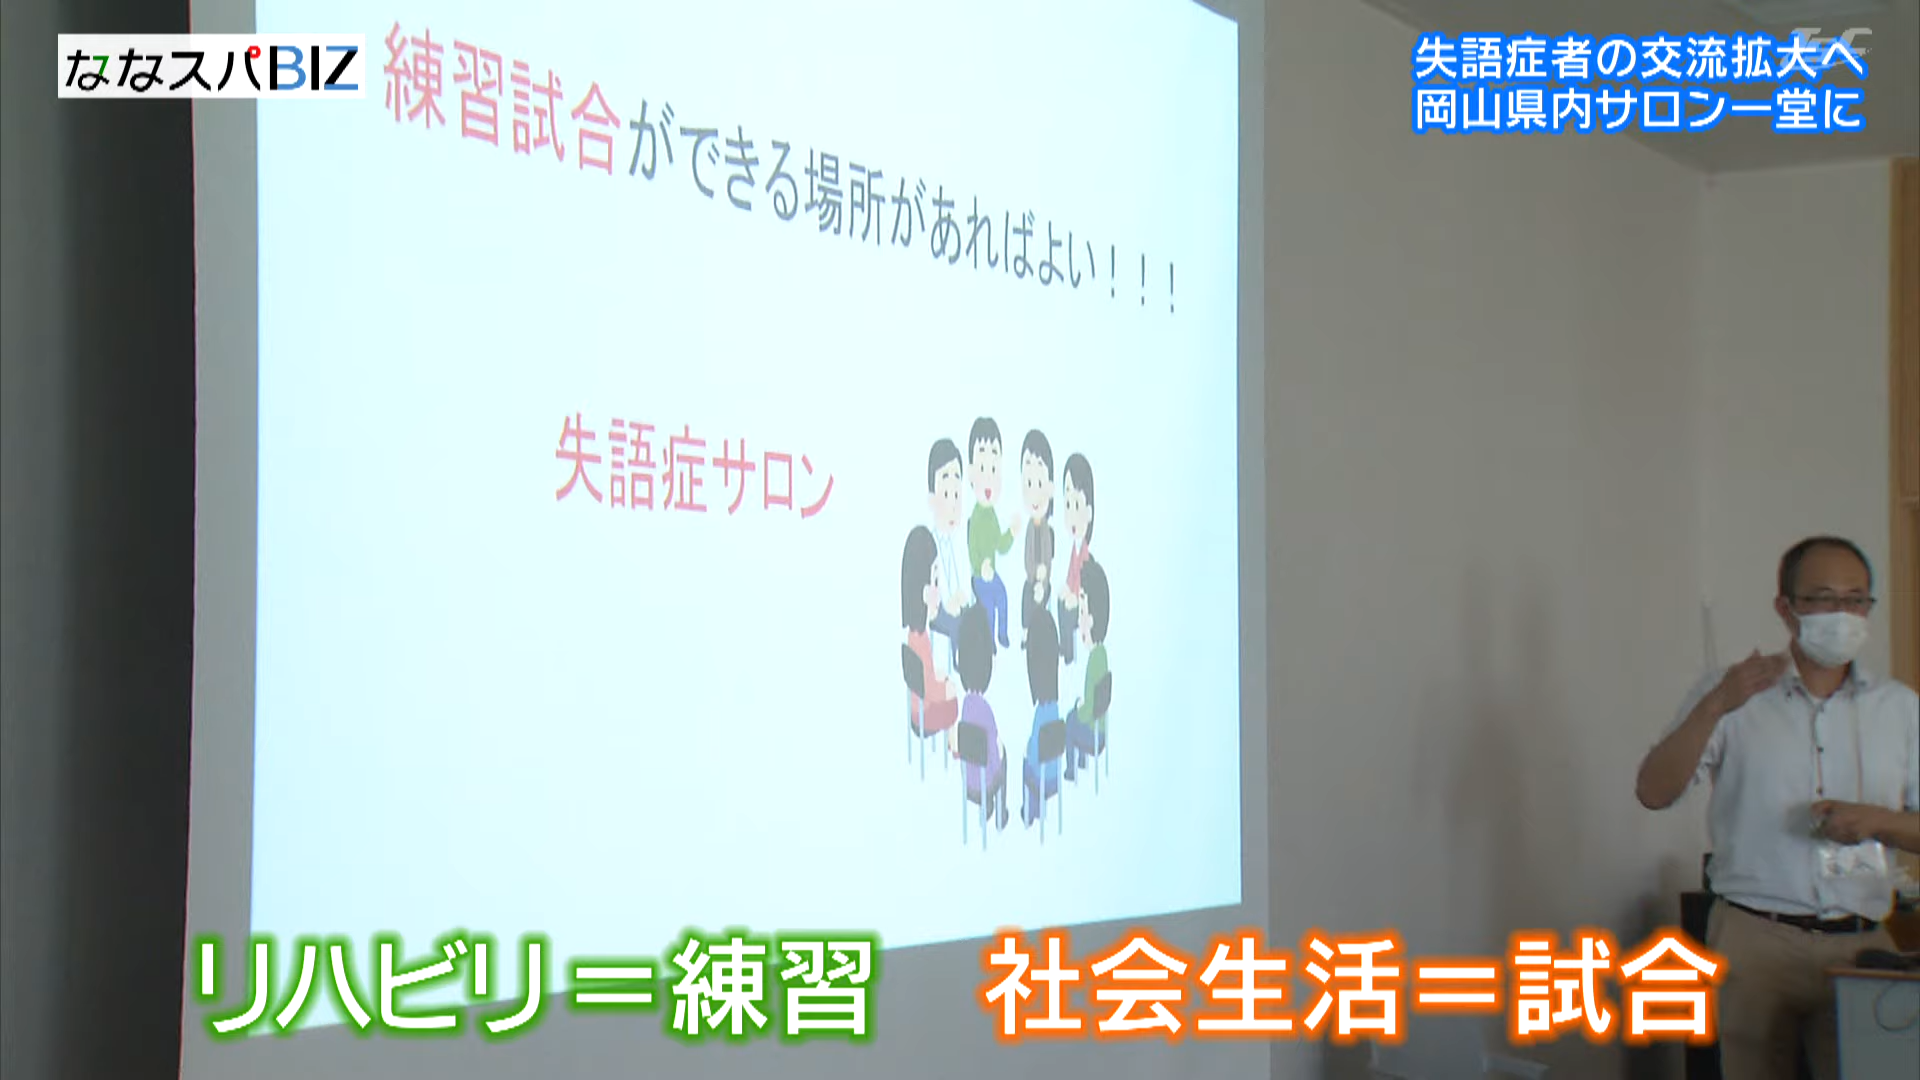 ななスパBIZ
失語症者の交流拡大へ
岡山県内サロン一堂に
練習試合ができる場所があればよい！！！
失語症サロン
リハビリ＝練習 社会生活＝試合